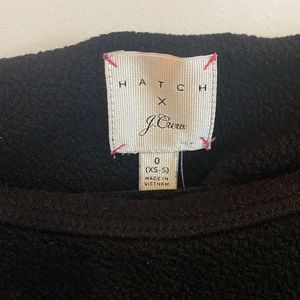 HATCH
X
J.Crew
0
(XS-S)
MADE IN
VIETNAM